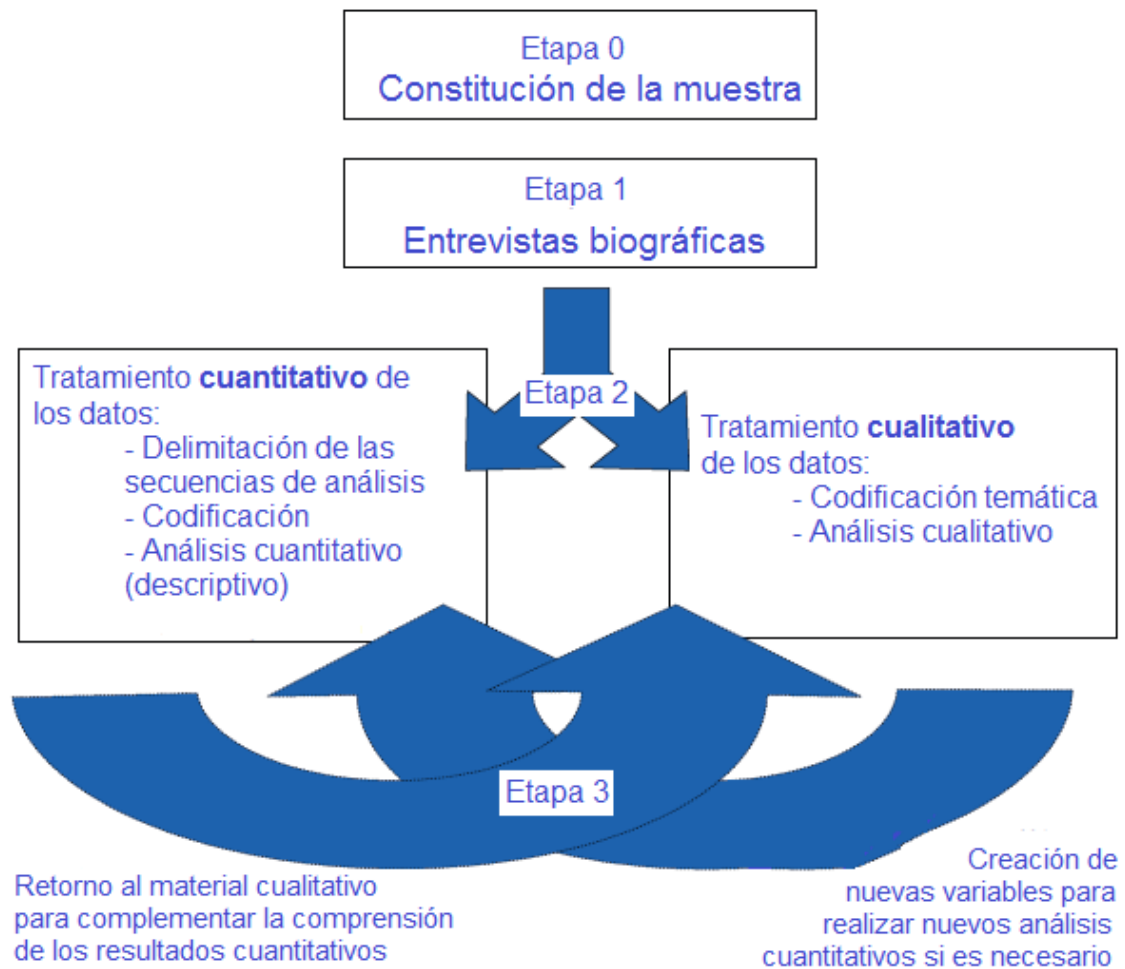 Etapa 0
Constitución de la muestra
Etapa 1
Entrevistas biográficas
Etapa 2
Tratamiento cuantitativo de
los datos:
- Delimitación de las
secuencias de análisis
- Codificación
- Análisis cuantitativo
(descriptivo)
Tratamiento cualitativo
de los datos:
- Codificación temática
- Análisis cualitativo
Etapa 3
Retorno al material cualitativo
para complementar la comprensión
de los resultados cuantitativos
Creación de
nuevas variables para
realizar nuevos análisis
cuantitativos si es necesario